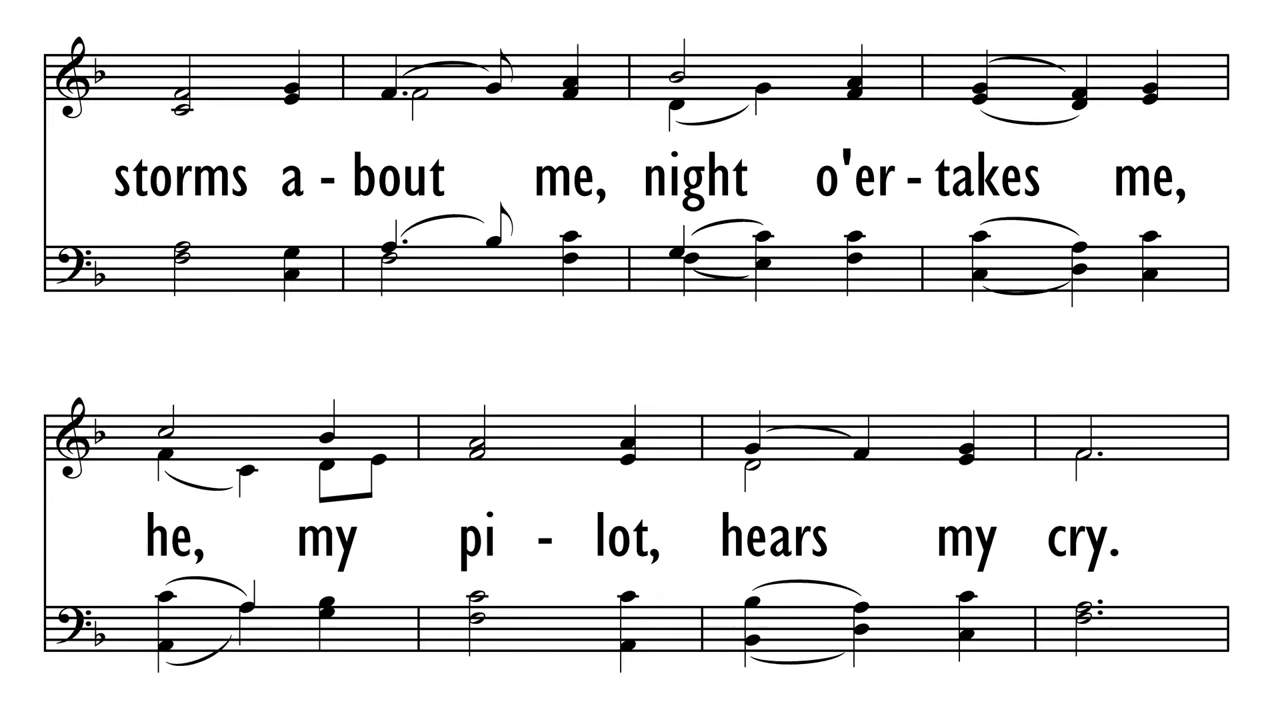 storms a - bout me, night o'er - takes me,
he, my pi - lot, hears my cry.